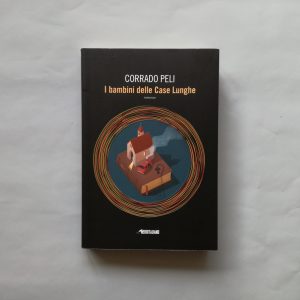 CORRADO PELI
I bambini delle Case Lunghe